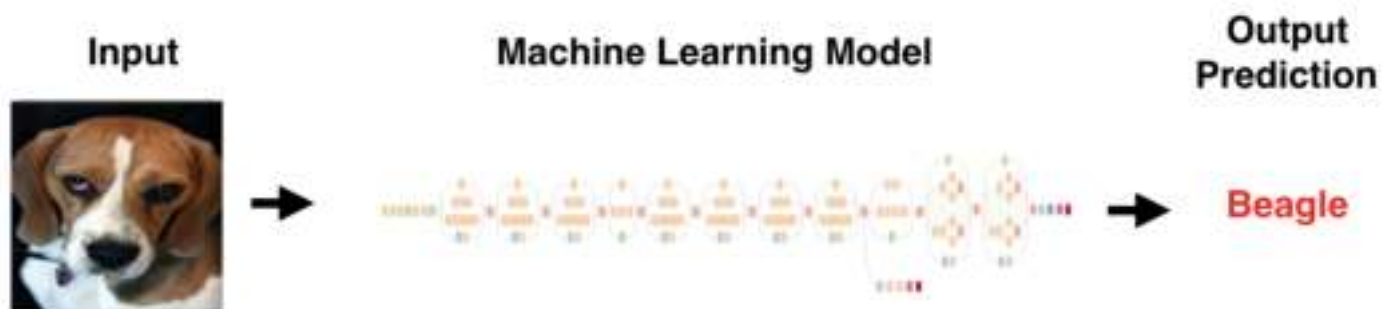 Input
Machine Learning Model
Output
Prediction
Beagle